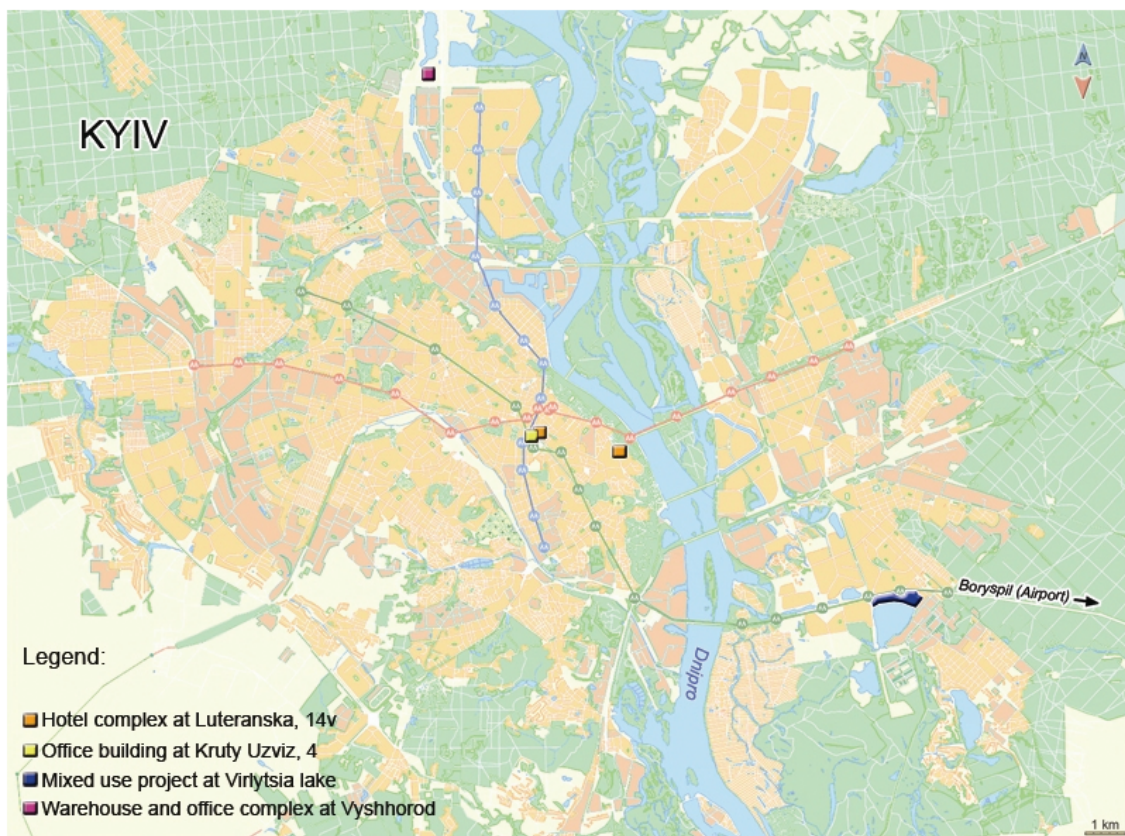 N
KYIV
Boryspil (Airport)
Dnipro
Legend:
Hotel complex at Luteranska, 14v
Office building at Kruty Uzviz, 4
Mixed use project at Virlytsia lake
Warehouse and office complex at Vyshhorod
1 km